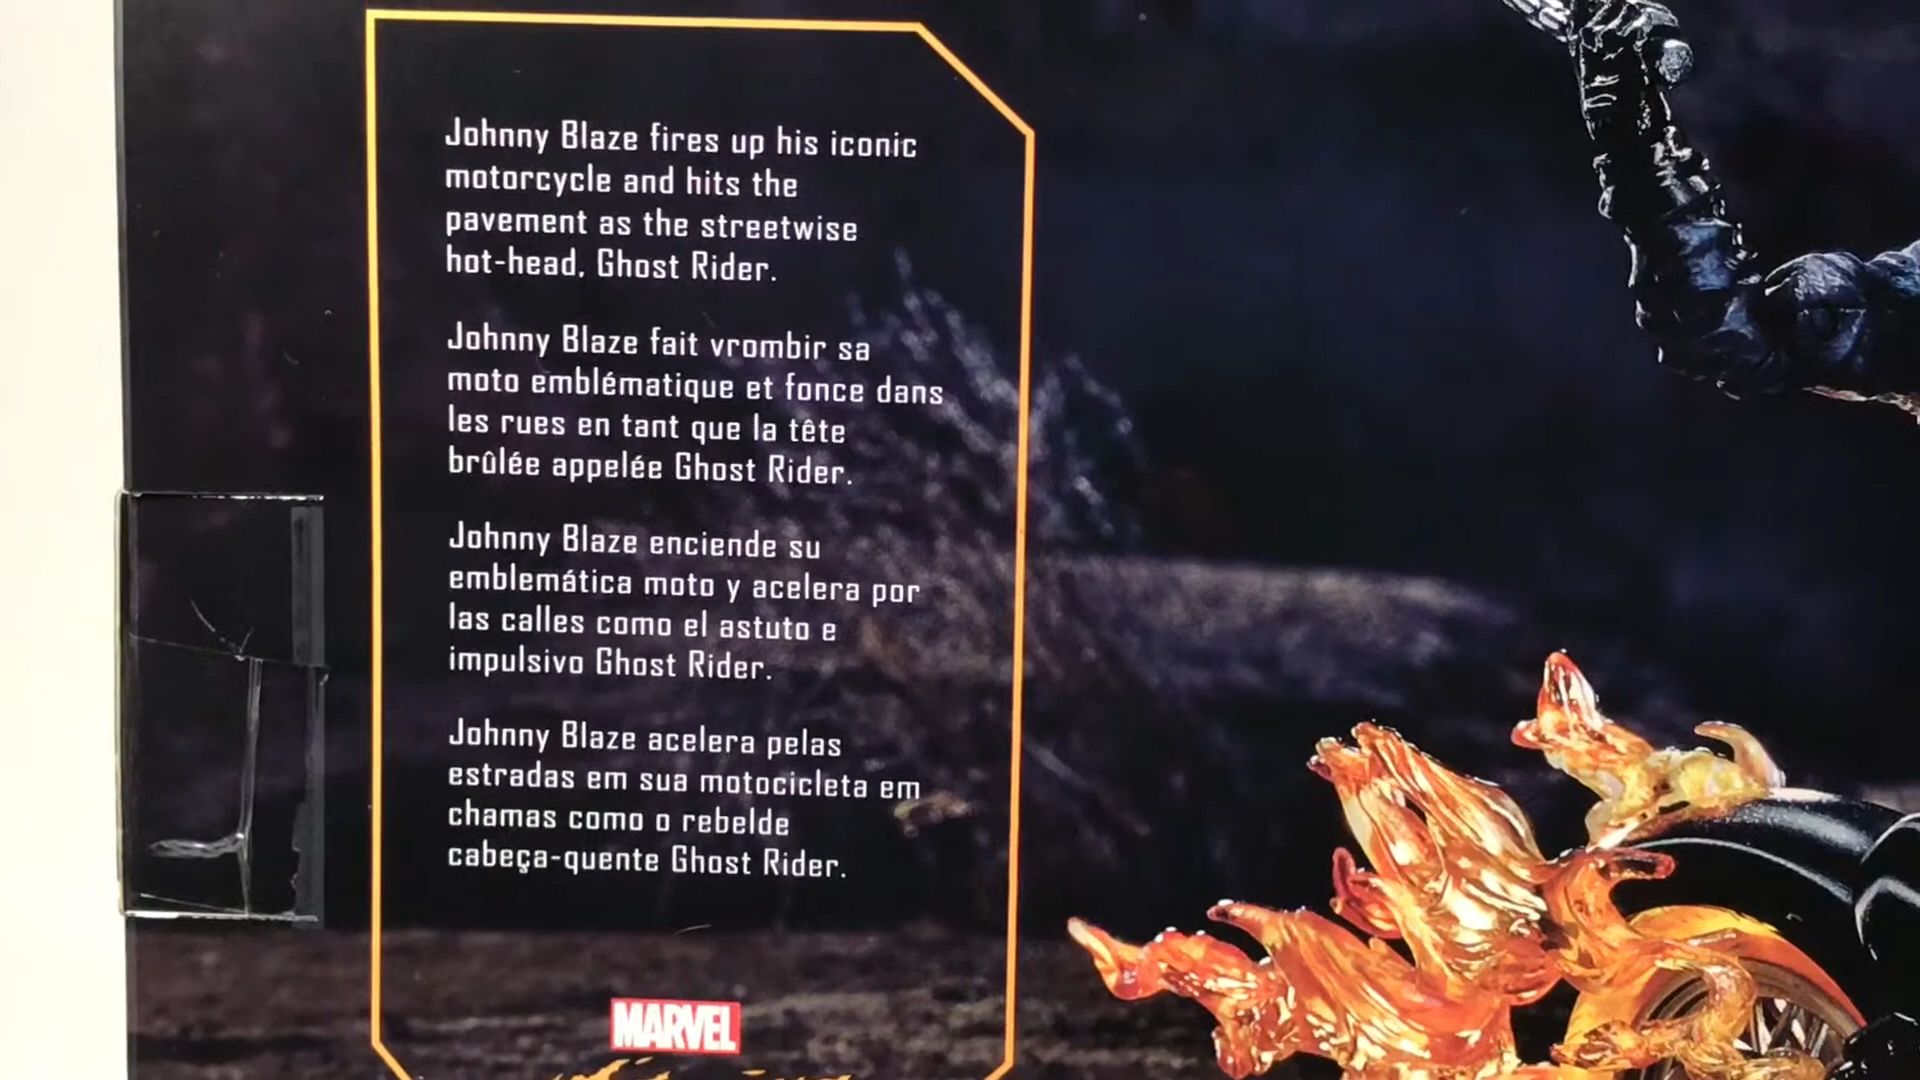 Johnny Blaze fires up his iconic
motorcycle and hits the
pavement as the streetwise
hot-head, Ghost Rider.
Johnny Blaze fait vrombir sa
moto emblématique et fonce dans
les rues en tant que la tête
brûlée appelée Ghost Rider.
Johnny Blaze enciende su
emblemática moto y acelera por
las calles como el astuto e
impulsivo Ghost Rider.
Johnny Blaze acelera pelas
estradas em sua motocicleta em
chamas como o rebelde
cabeça-quente Ghost Rider.
MARVEL